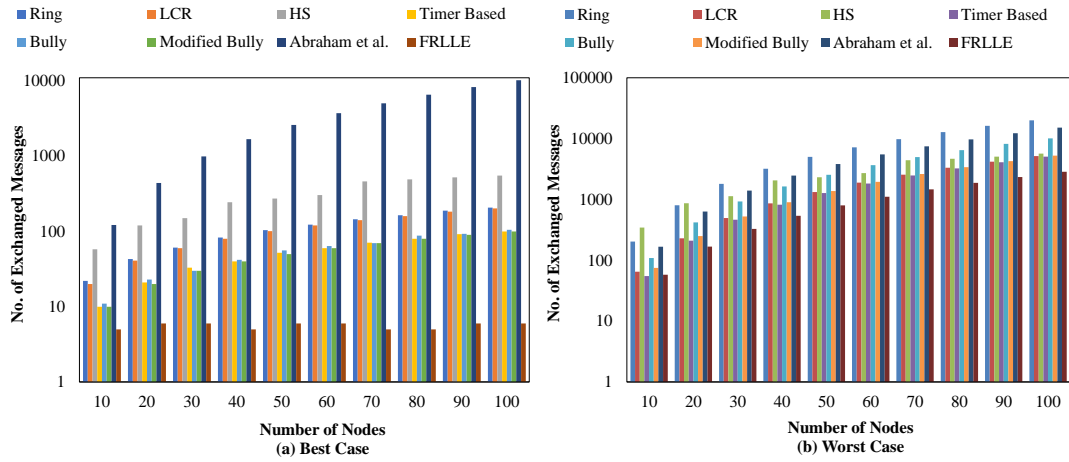 Ring LCR HS Timer Based
Bully Modified Bully Abraham et al. FRLLE
No. of Exchanged Messages
10000
1000
100
10
1
10 20 30 40 50 60 70 80 90 100
Number of Nodes
(a) Best Case
Ring LCR HS Timer Based
Bully Modified Bully Abraham et al. FRLLE
No. of Exchanged Messages
100000
10000
1000
100
10
1
10 20 30 40 50 60 70 80 90 100
Number of Nodes
(b) Worst Case